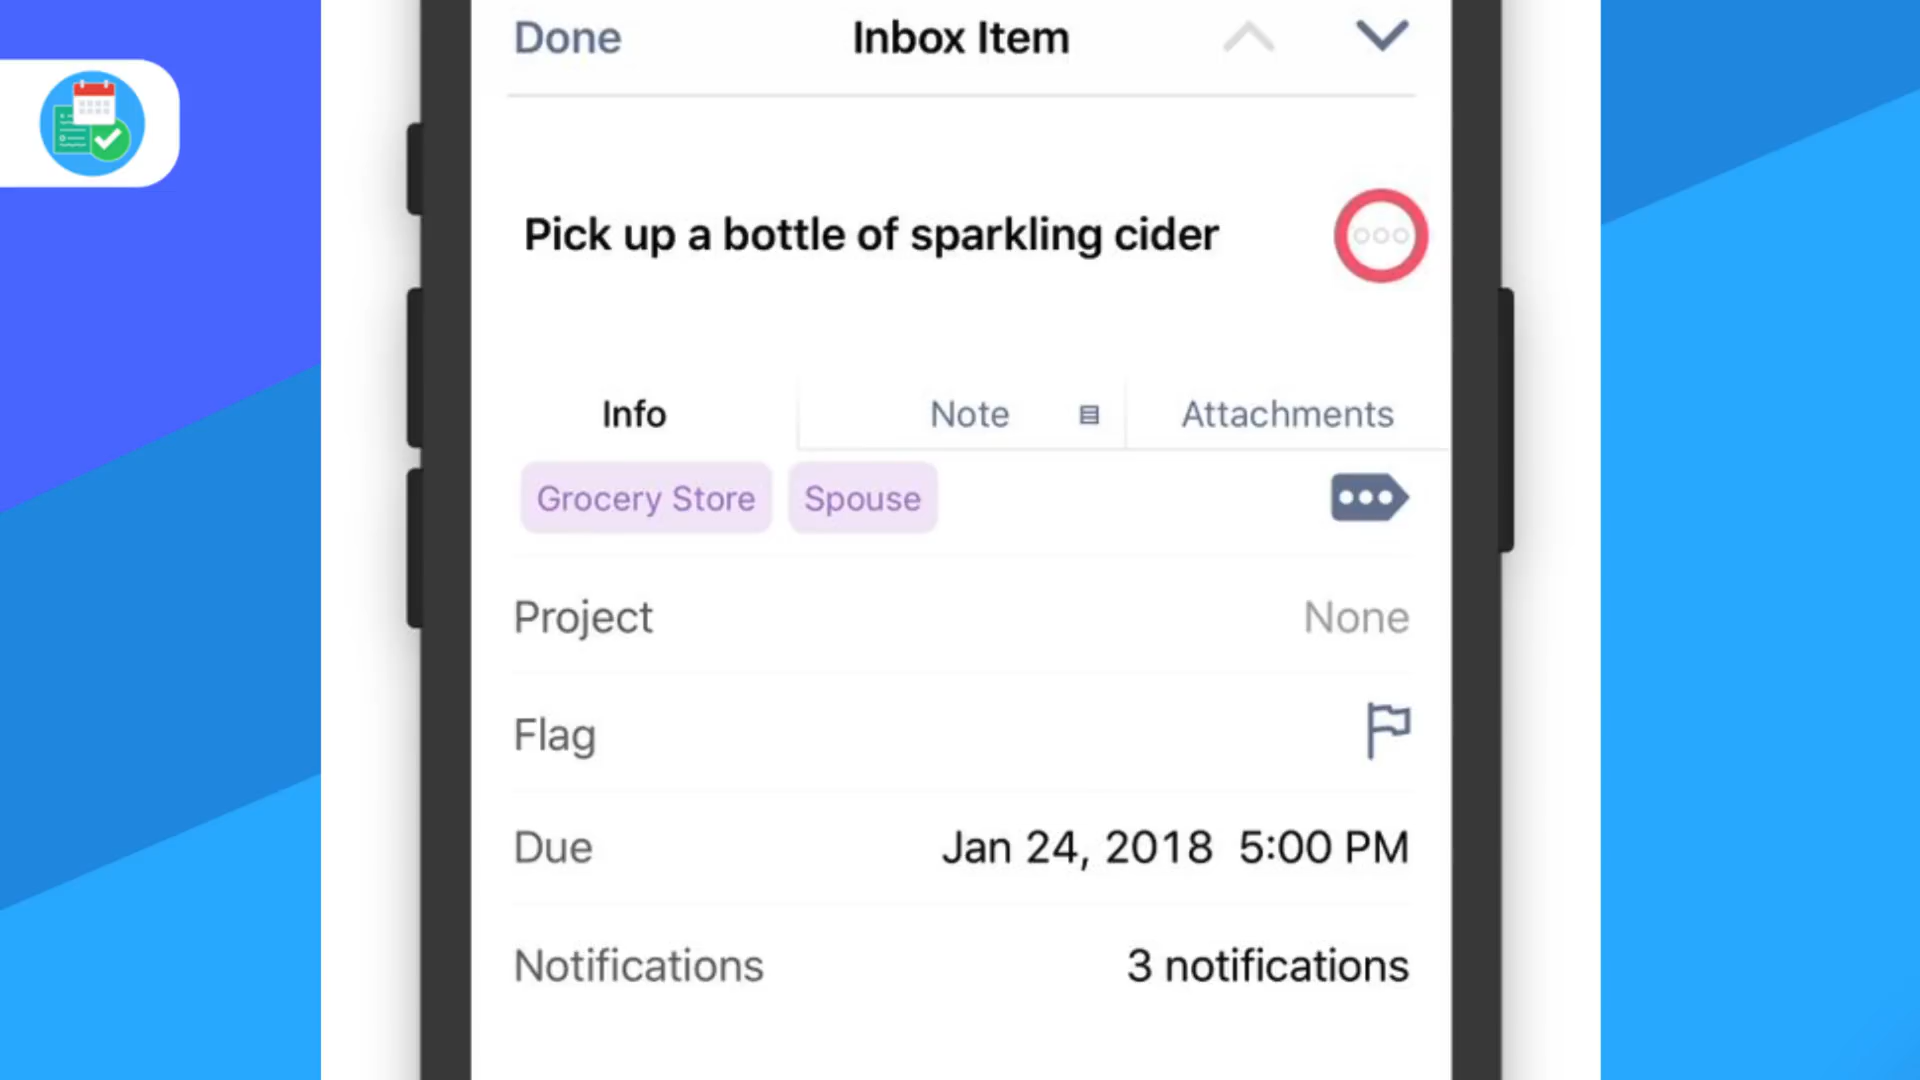 Done Inbox Item
Pick up a bottle of sparkling cider
Info Note Attachments
Grocery Store Spouse
Project None
Flag
Due Jan 24, 2018 5:00 PM
Notifications 3 notifications